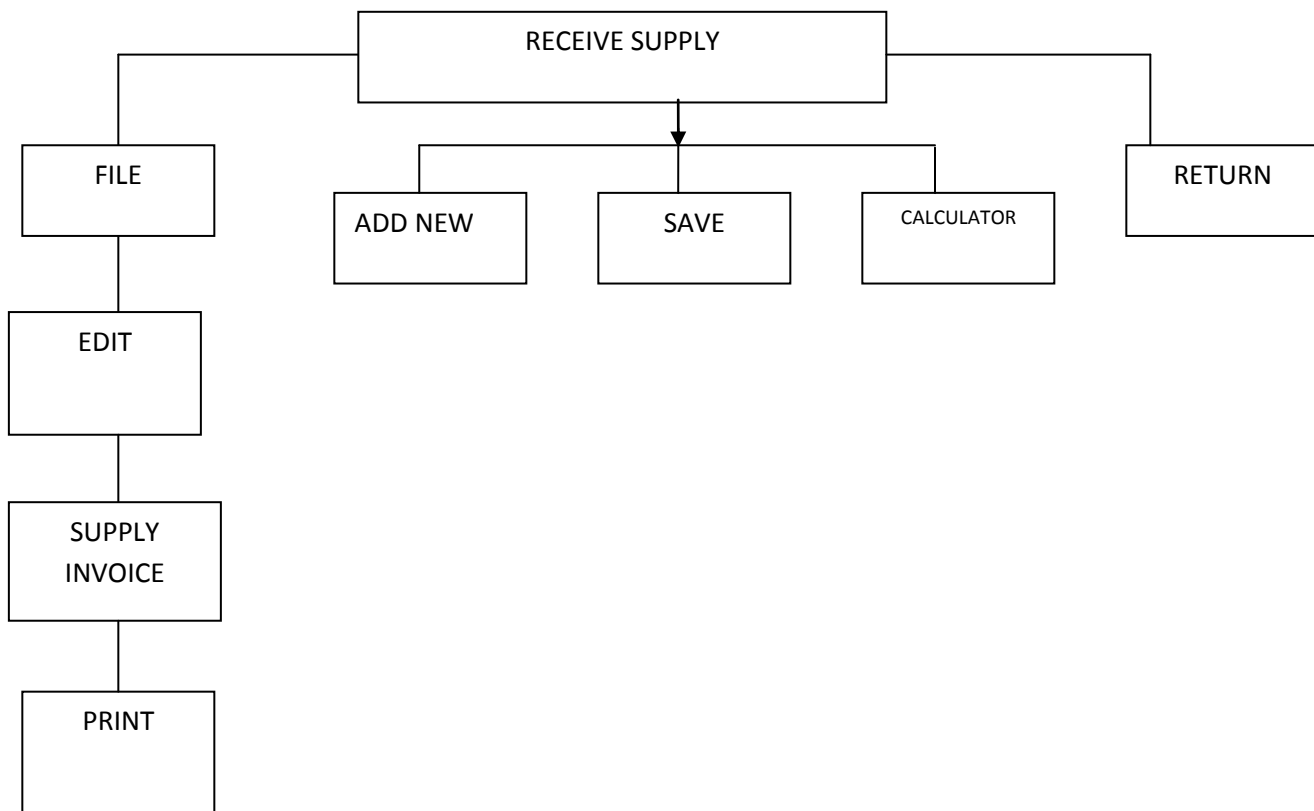 RECEIVE SUPPLY
FILE
ADD NEW
SAVE
CALCULATOR
RETURN
EDIT
SUPPLY
INVOICE
PRINT